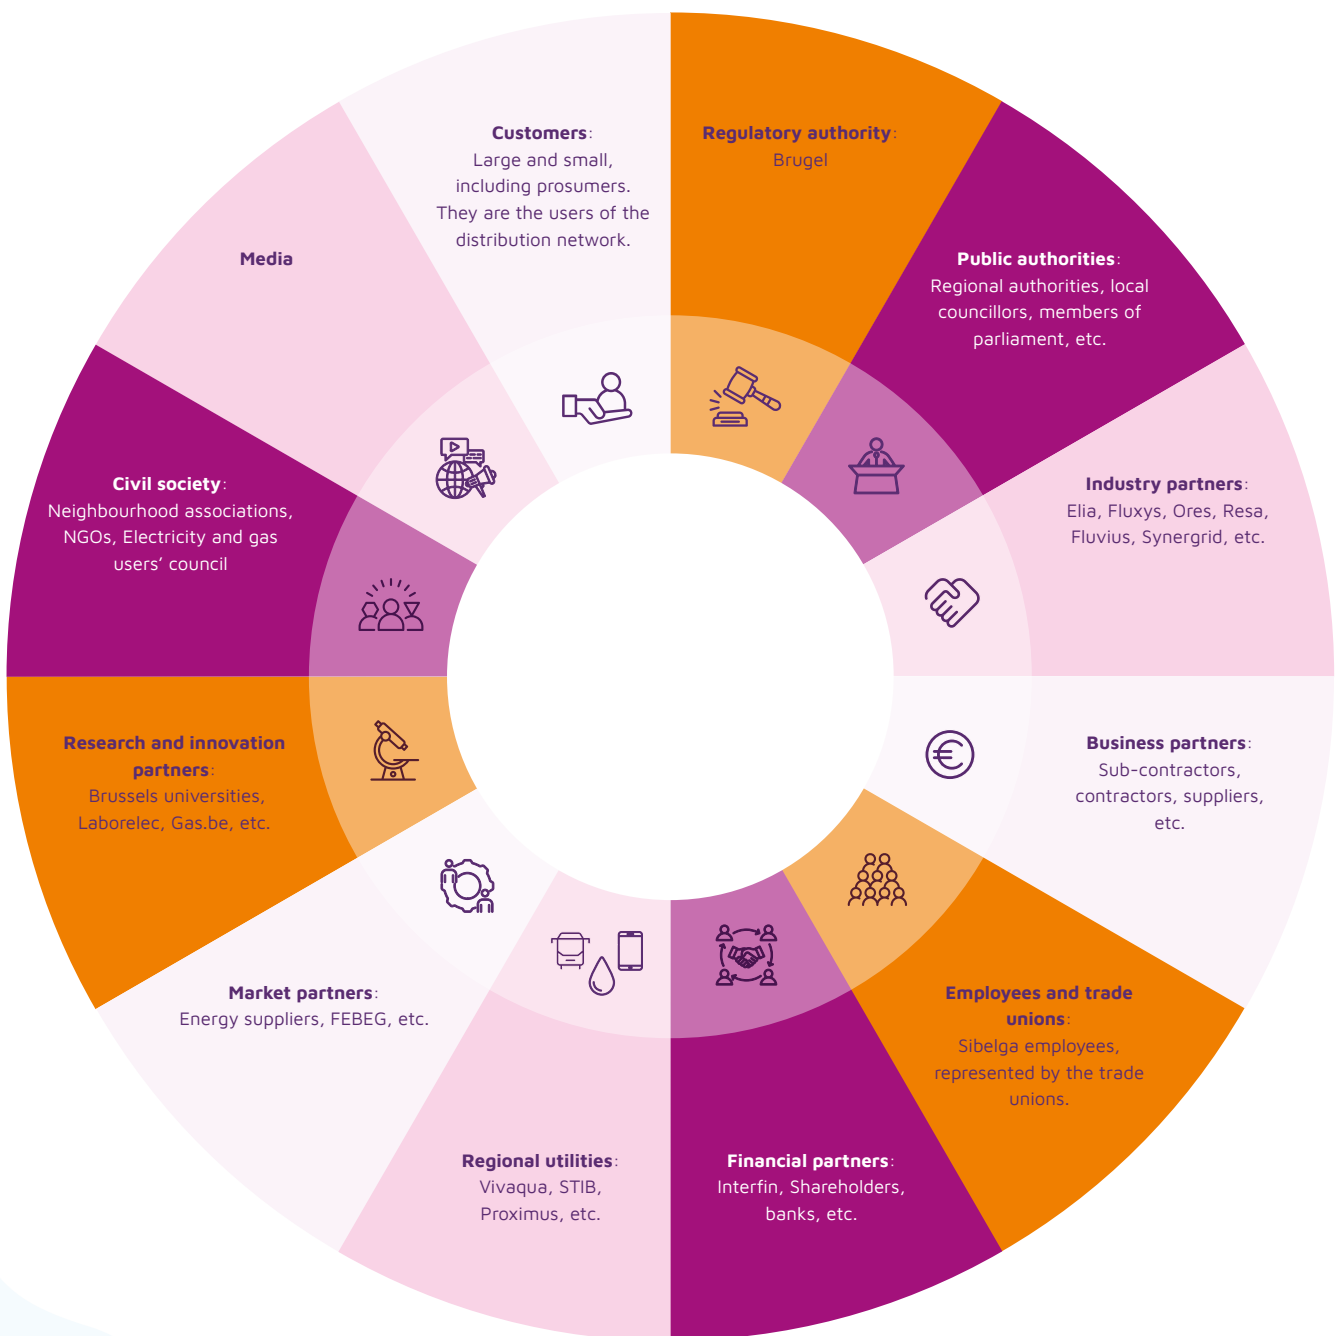 Customers:
Large and small,
including prosumers.
They are the users of the
distribution network.
Regulatory authority:
Brugel
Public authorities:
Regional authorities, local
councillors, members of
parliament, etc.
Industry partners:
Elia, Fluxys, Ores, Resa,
Fluvius, Synergrid, etc.
Business partners:
Sub-contractors,
contractors, suppliers,
etc.
Employees and trade
unions:
Sibelga employees,
represented by the trade
unions.
Financial partners:
Interfin, Shareholders,
banks, etc.
Regional utilities:
Vivaqua, STIB,
Proximus, etc.
Market partners:
Energy suppliers, FEBEG, etc.
Research and innovation
partners:
Brussels universities,
Laborelec, Gas.be, etc.
Civil society:
Neighbourhood associations,
NGOs, Electricity and gas
users’ council
Media